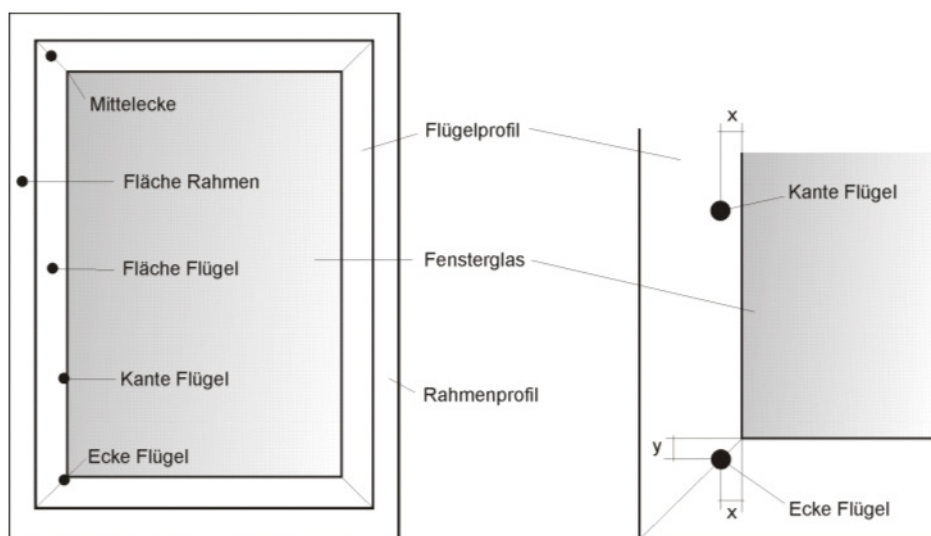 Mittelecke
Fläche Rahmen
Fläche Flügel
Kante Flügel
Ecke Flügel
Flügelprofil
Fensterglas
Rahmenprofil
x
Kante Flügel
y
x
Ecke Flügel